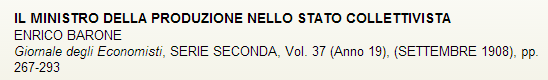 IL MINISTRO DELLA PRODUZIONE NELLO STATO COLLETTIVISTA
ENRICO BARONE
Giornale degli Economisti, SERIE SECONDA, Vol. 37 (Anno 19), (SETTEMBRE 1908), pp.
267-293